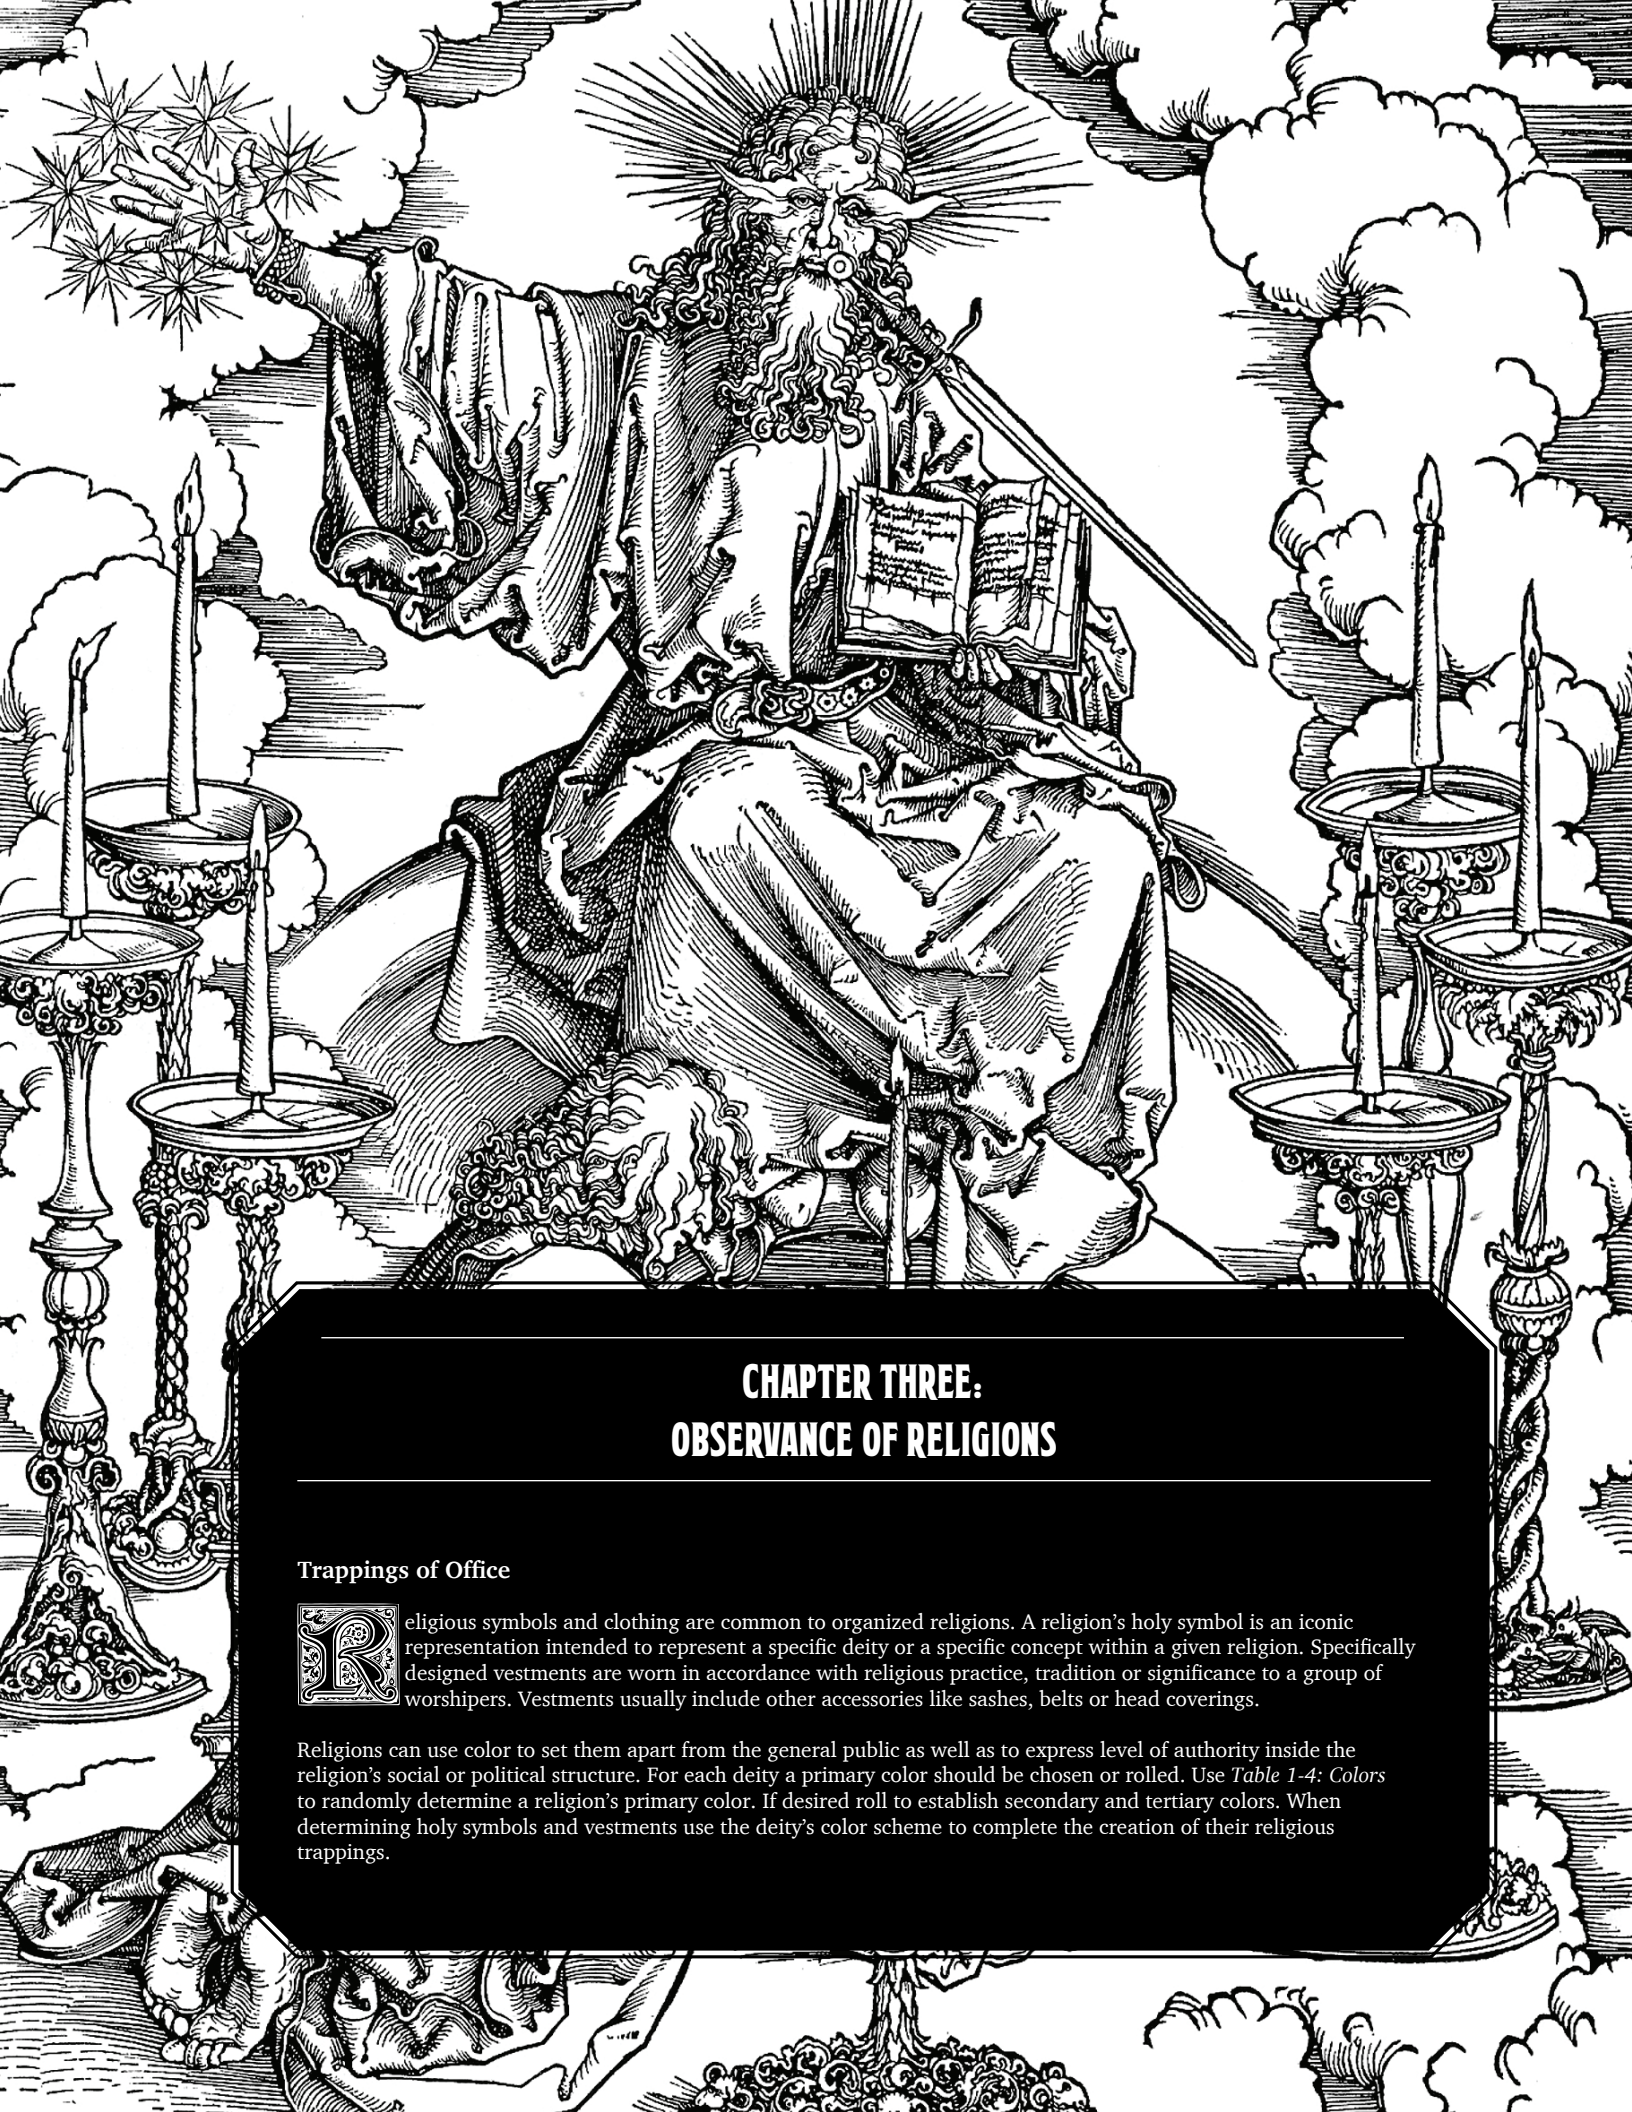 CHAPTER THREE:
OBSERVANCE OF RELIGIONS
Trappings of Office
Religious symbols and clothing are common to organized religions. A religion’s holy symbol is an iconic
representation intended to represent a specific deity or a specific concept within a given religion. Specifically
designed vestments are worn in accordance with religious practice, tradition or significance to a group of
worshipers. Vestments usually include other accessories like sashes, belts or head coverings.
Religions can use color to set them apart from the general public as well as to express level of authority inside the
religion’s social or political structure. For each deity a primary color should be chosen or rolled. Use Table 1-4: Colors
to randomly determine a religion’s primary color. If desired roll to establish secondary and tertiary colors. When
determining holy symbols and vestments use the deity’s color scheme to complete the creation of their religious
trappings.